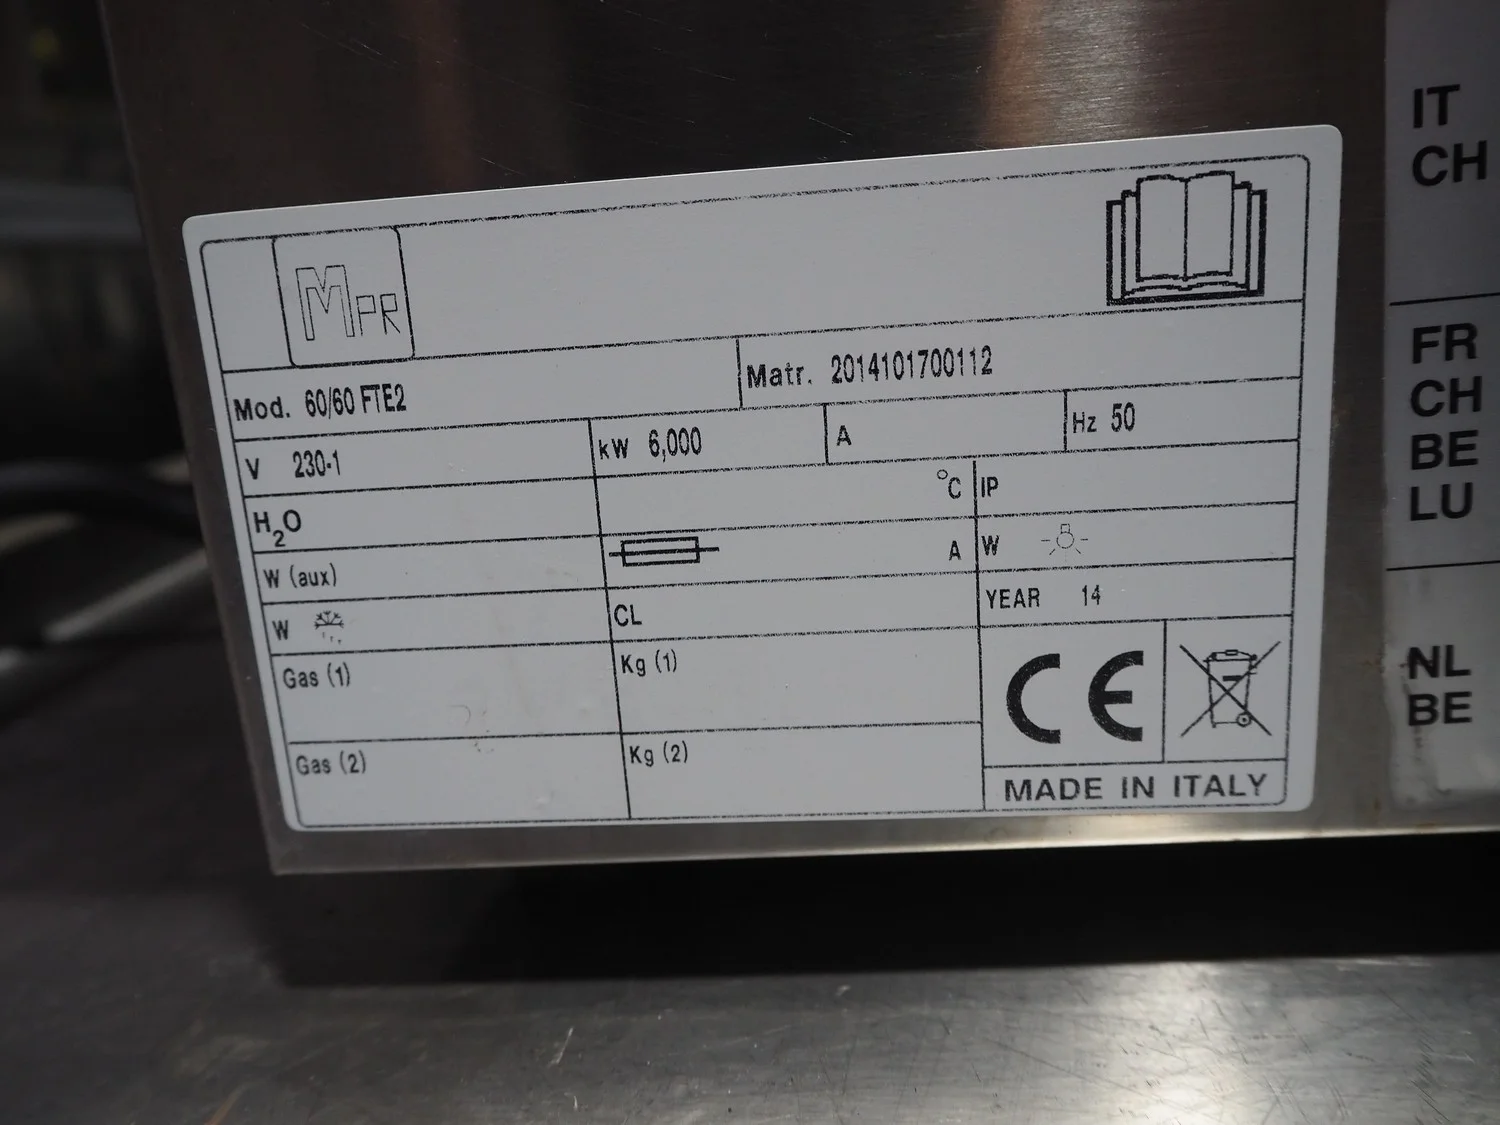 MPR
Mod. 60/60 FTE2
Matr. 2014101700112
V 230-1
kW 6,000
A
Hz 50
H2O
°C
IP
W (aux)
A
W
W
CL
YEAR 14
Gas (1)
Kg (1)
CE
Gas (2)
Kg (2)
MADE IN ITALY
IT
CH
FR
CH
BE
LU
NL
BE